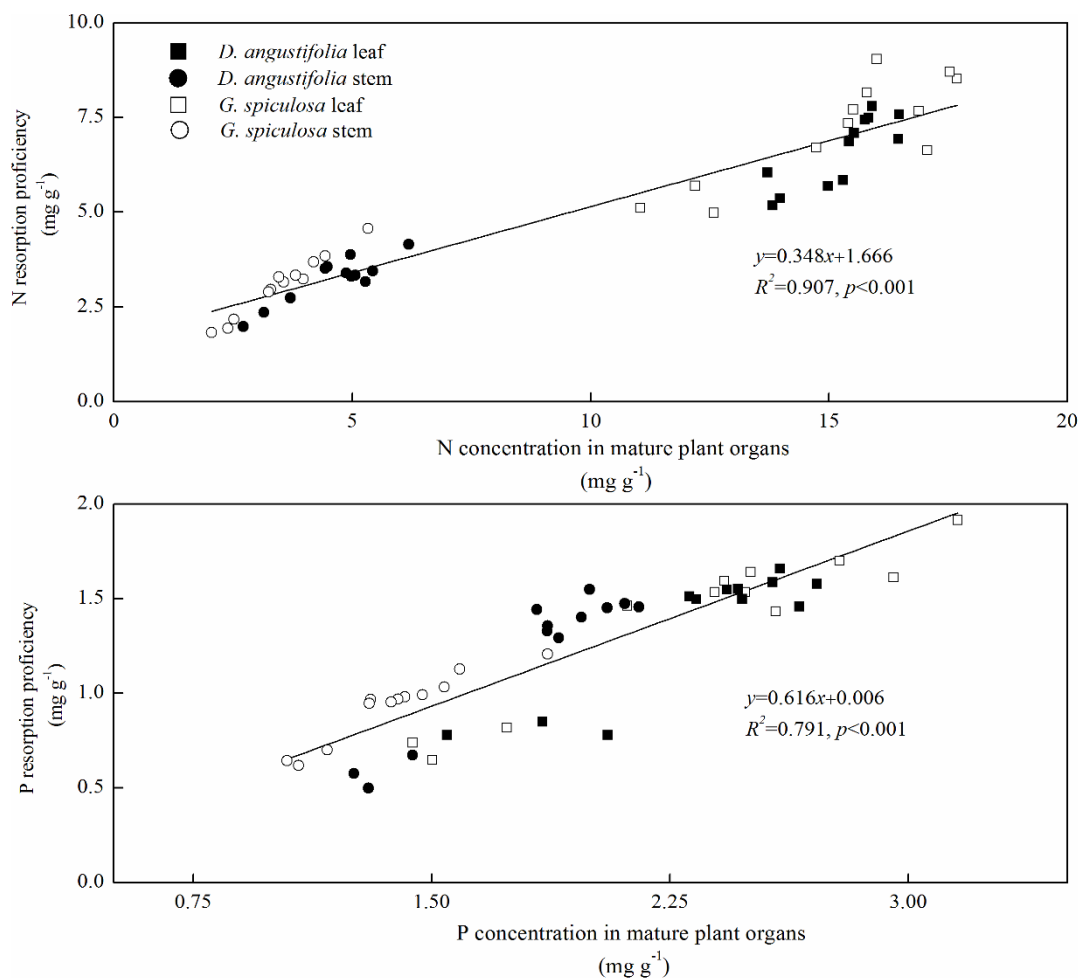 10.0
7.5
5.0
2.5
0.0
N resorption proficiency
(mg g-1)
D. angustifolia leaf
D. angustifolia stem
G. spiculosa leaf
G. spiculosa stem
y=0.348x+1.666
R2=0.907, p<0.001
0 5 10 15 20
N concentration in mature plant organs
(mg g-1)
2.0
1.5
1.0
0.5
0.0
P resorption proficiency
(mg g-1)
y=0.616x+0.006
R2=0.791, p<0.001
0.75 1.50 2.25 3.00
P concentration in mature plant organs
(mg g-1)